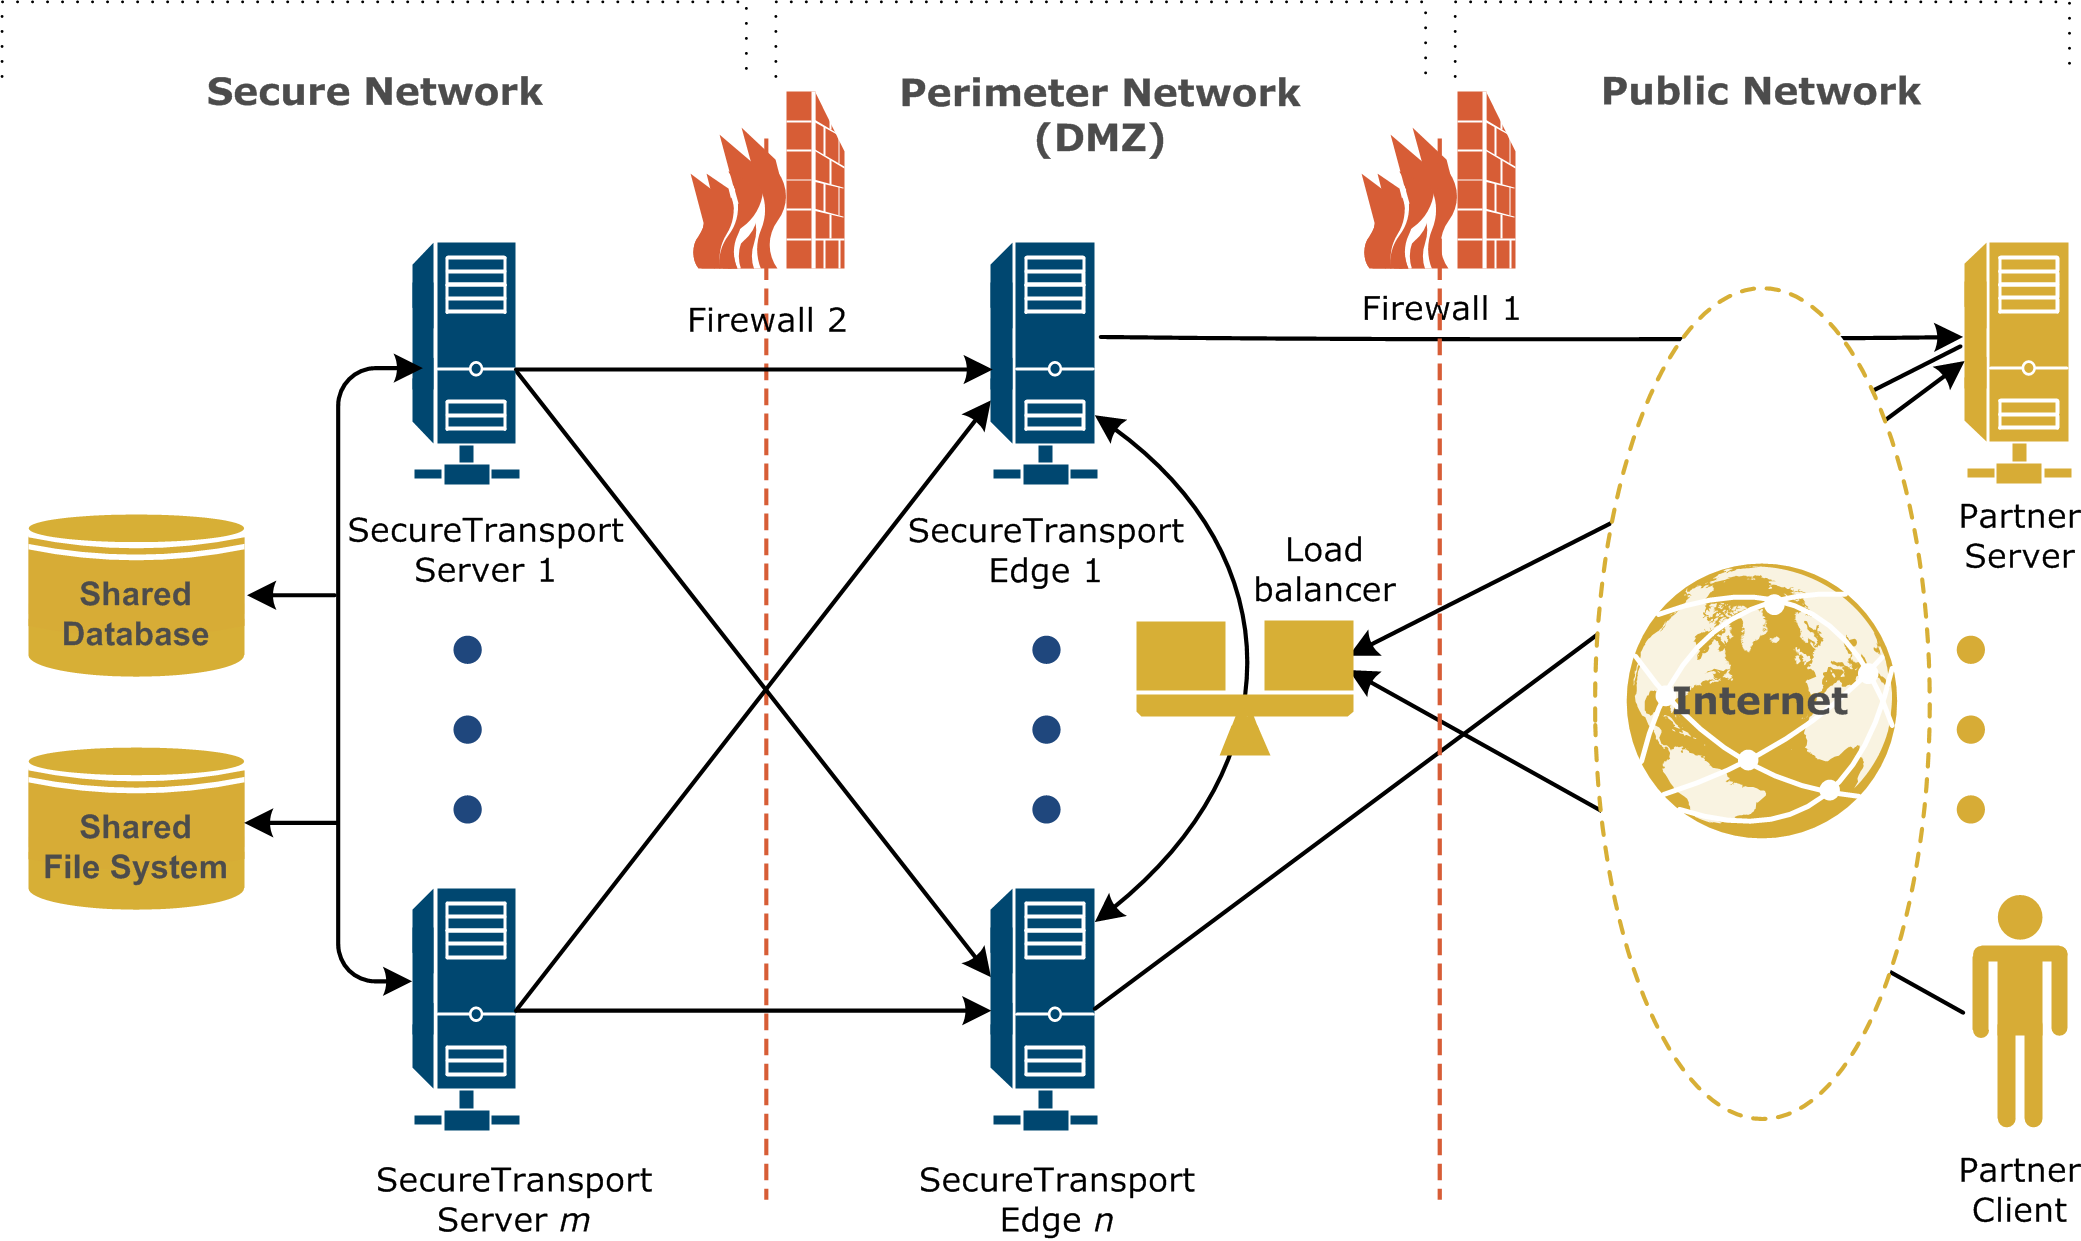 Secure Network
Perimeter Network
(DMZ)
Public Network
Firewall 2
Firewall 1
SecureTransport
Server 1
SecureTransport
Edge 1
Load
balancer
Partner
Server
Shared
Database
Internet
Shared
File System
SecureTransport
Server m
SecureTransport
Edge n
Partner
Client